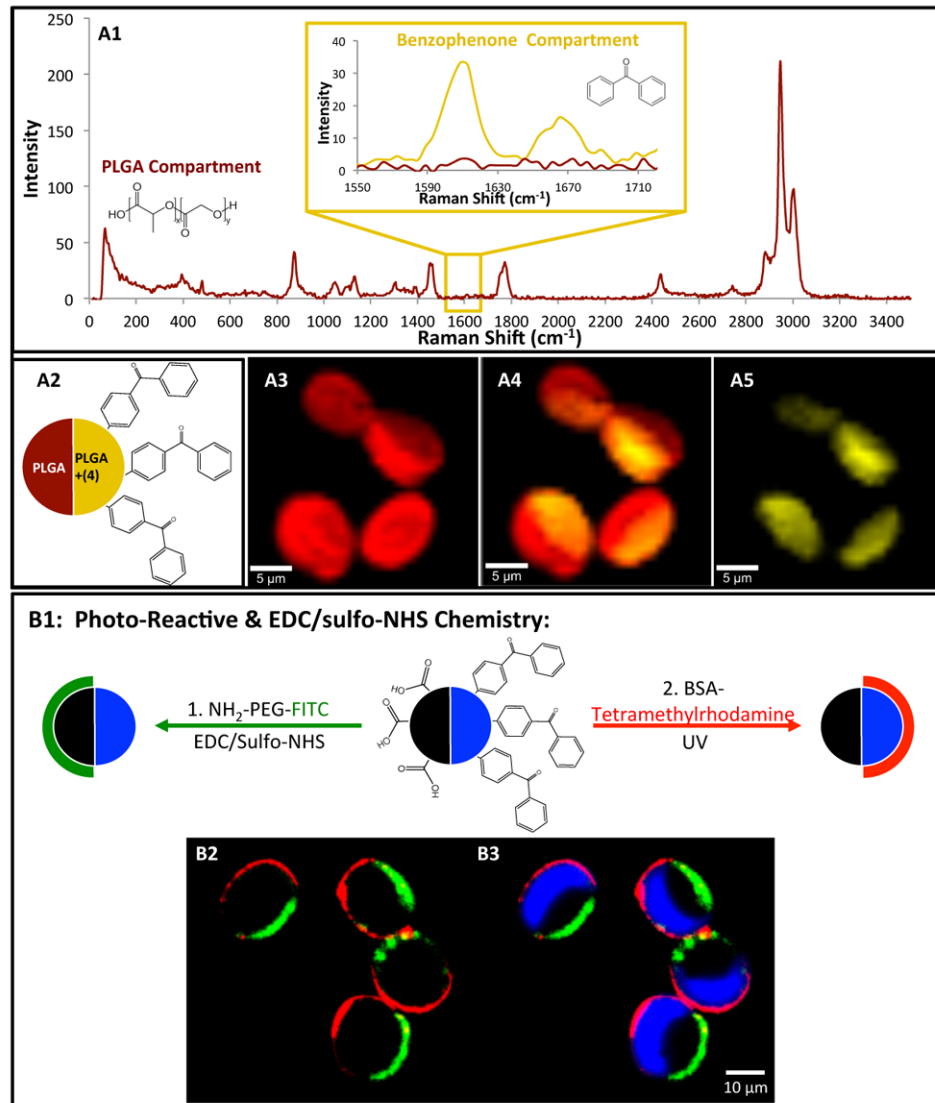 A1
250
200
150
100
50
0
Intensity
PLGA Compartment
HO
O
O
O
O
O
H
x
y
Benzophenone Compartment
40
30
20
10
0
Intensity
O
1550 1590 1630 1670 1710
Raman Shift (cm-1)
0 200 400 600 800 1000 1200 1400 1600 1800 2000 2200 2400 2600 2800 3000 3200 3400
Raman Shift (cm-1)
A2
PLGA
PLGA
+(4)
O
O
O
A3
5 µm
A4
5 µm
A5
5 µm
B1: Photo-Reactive & EDC/sulfo-NHS Chemistry:
1. NH2-PEG-FITC
EDC/Sulfo-NHS
O
HO
O
HO
O
OH
O
O
O
2. BSA-
Tetramethylrhodamine
UV
B2
B3
10 µm